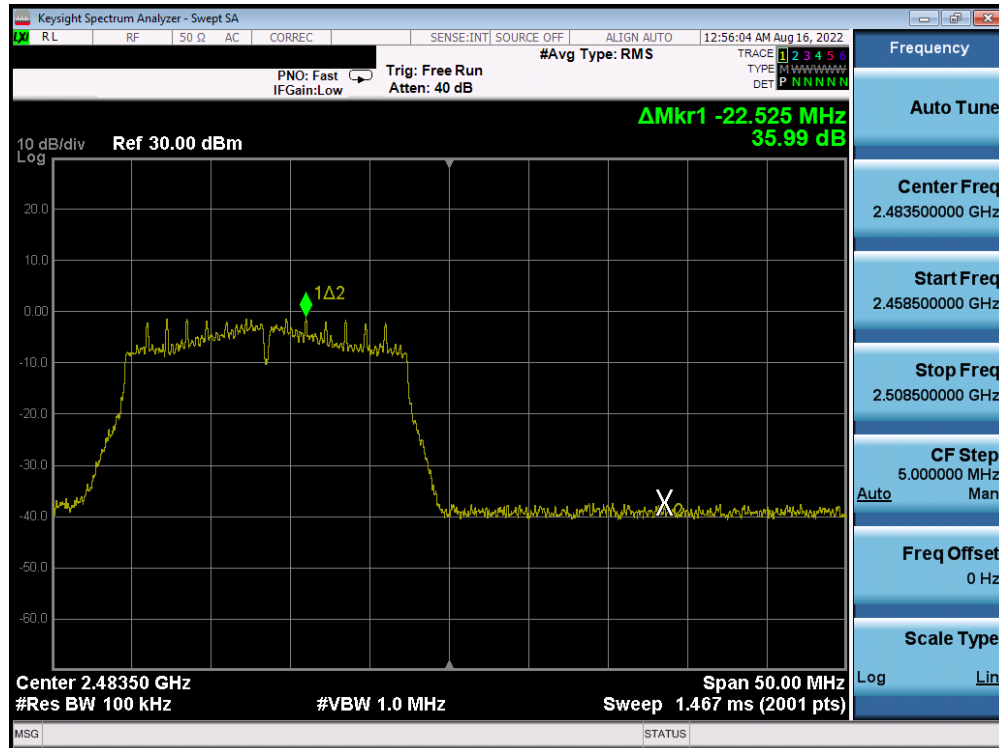 Keysight Spectrum Analyzer - Swept SA
LXI RL RF 50 Ω AC CORREC SENSE:INT SOURCE OFF ALIGN AUTO 12:56:04 AM Aug 16, 2022
#Avg Type: RMS TRACE 1 2 3 4 5 6
PNO: Fast Trig: Free Run TYPE M WWWWW
IFGain:Low Atten: 40 dB DET P N N N N N
ΔMkr1 -22.525 MHz
35.99 dB
10 dB/div Ref 30.00 dBm
Log
20.0
10.0
0.00
-10.0
-20.0
-30.0
-40.0
-50.0
-60.0
1Δ2
X2
Center 2.48350 GHz Span 50.00 MHz
#Res BW 100 kHz #VBW 1.0 MHz Sweep 1.467 ms (2001 pts)
MSG STATUS
Frequency
Auto Tune
Center Freq
2.483500000 GHz
Start Freq
2.458500000 GHz
Stop Freq
2.508500000 GHz
CF Step
5.000000 MHz
Auto Man
Freq Offset
0 Hz
Scale Type
Log Lin